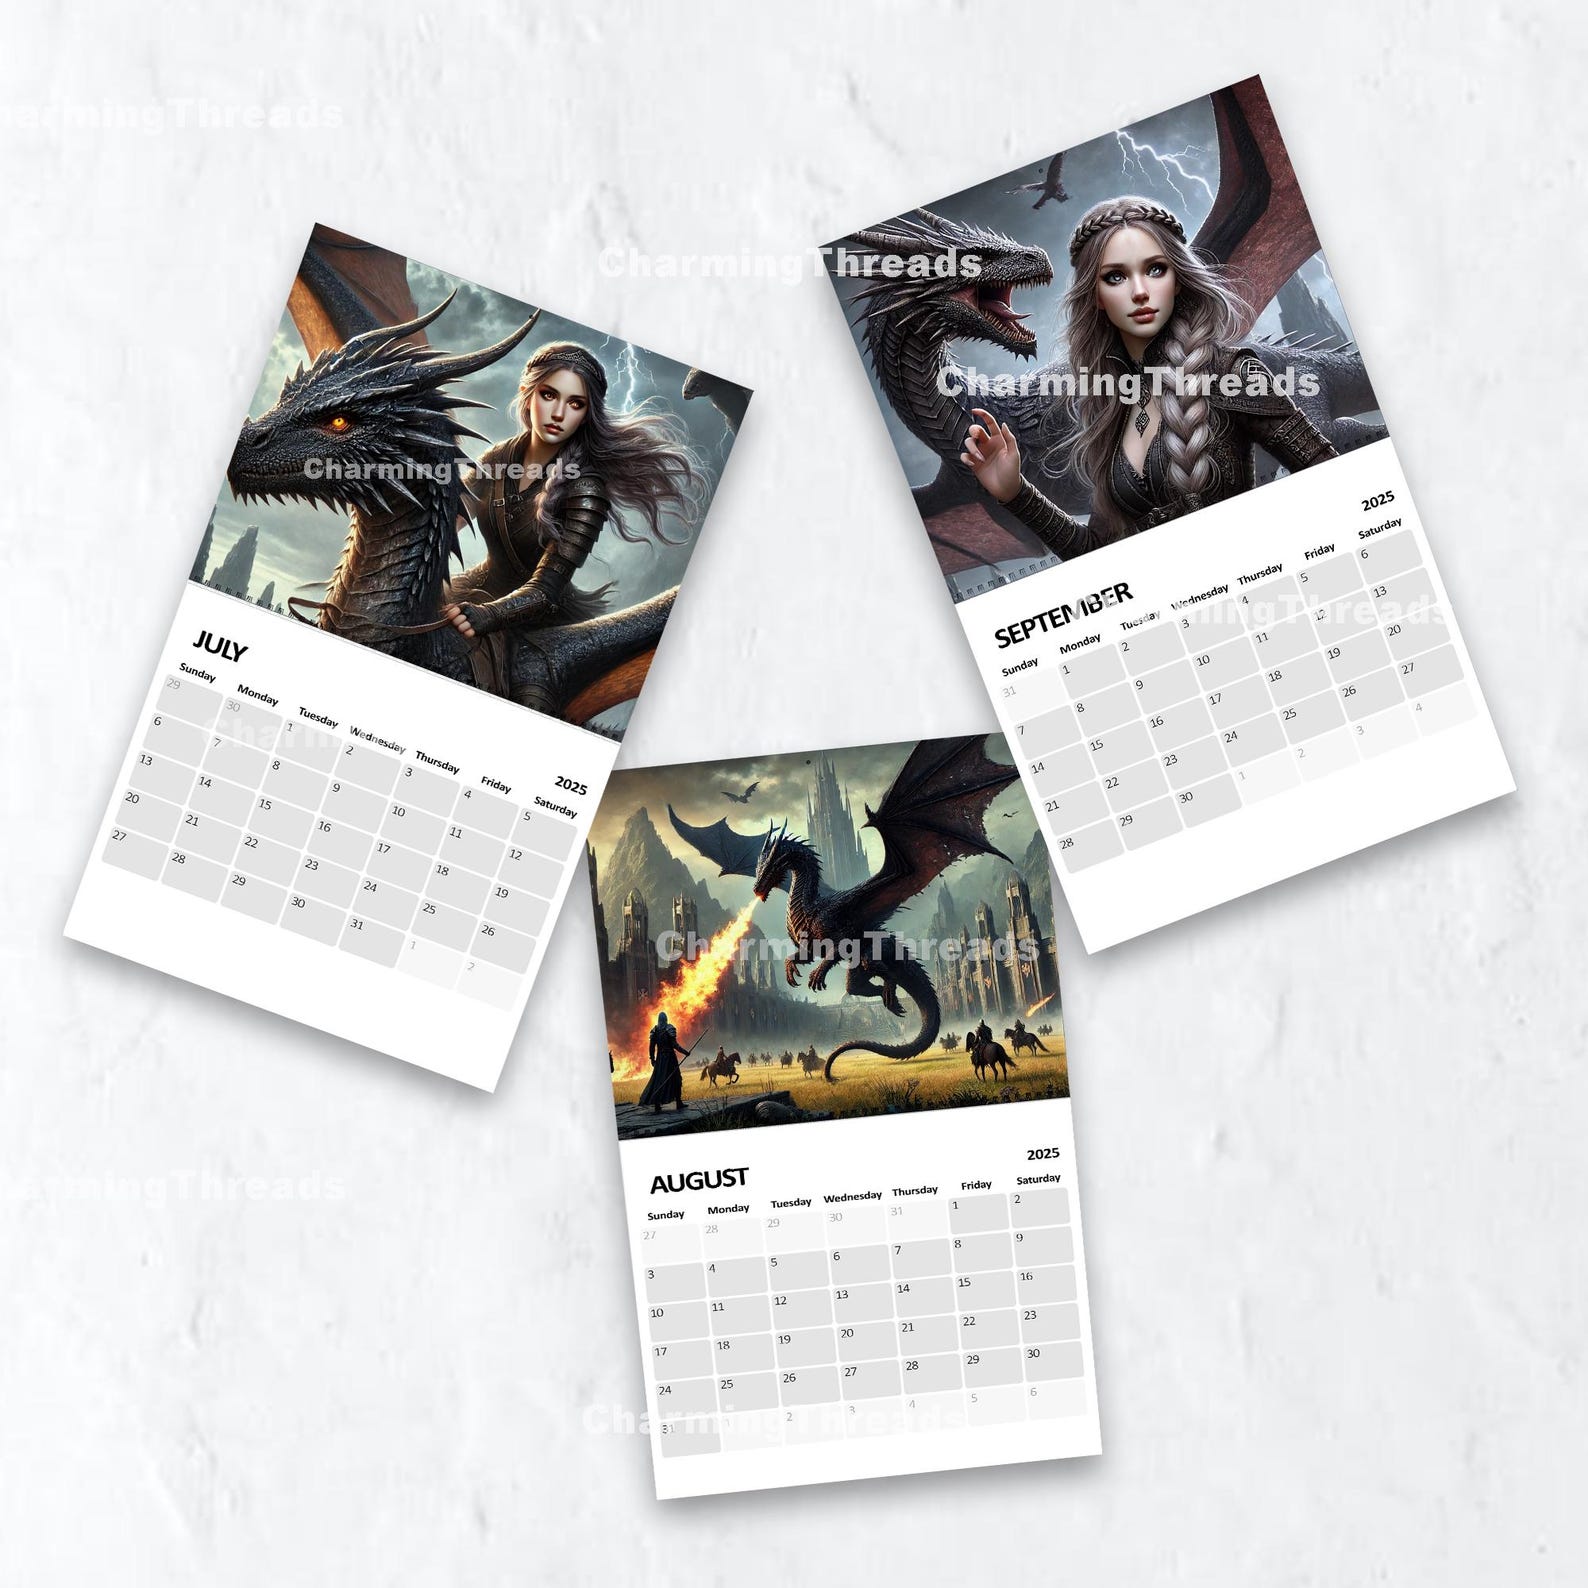 CharmingThreads
CharmingThreads
CharmingThreads
CharmingThreads
JULY
2025
Sunday Monday Tuesday Wednesday Thursday Friday Saturday
29 30 1 2 3 4 5
6 7 8 9 10 11 12
13 14 15 16 17 18 19
20 21 22 23 24 25 26
27 28 29 30 31 1 2
CharmingThreads
SEPTEMBER
2025
Sunday Monday Tuesday Wednesday Thursday Friday Saturday
31 1 2 3 4 5 6
7 8 9 10 11 12 13
14 15 16 17 18 19 20
21 22 23 24 25 26 27
28 29 30 1 2 3 4
CharmingThreads
CharmingThreads
AUGUST
2025
Sunday Monday Tuesday Wednesday Thursday Friday Saturday
27 28 29 30 31 1 2
3 4 5 6 7 8 9
10 11 12 13 14 15 16
17 18 19 20 21 22 23
24 25 26 27 28 29 30
31 1 2 3 4 5 6
armingThreads
CharmingThreads